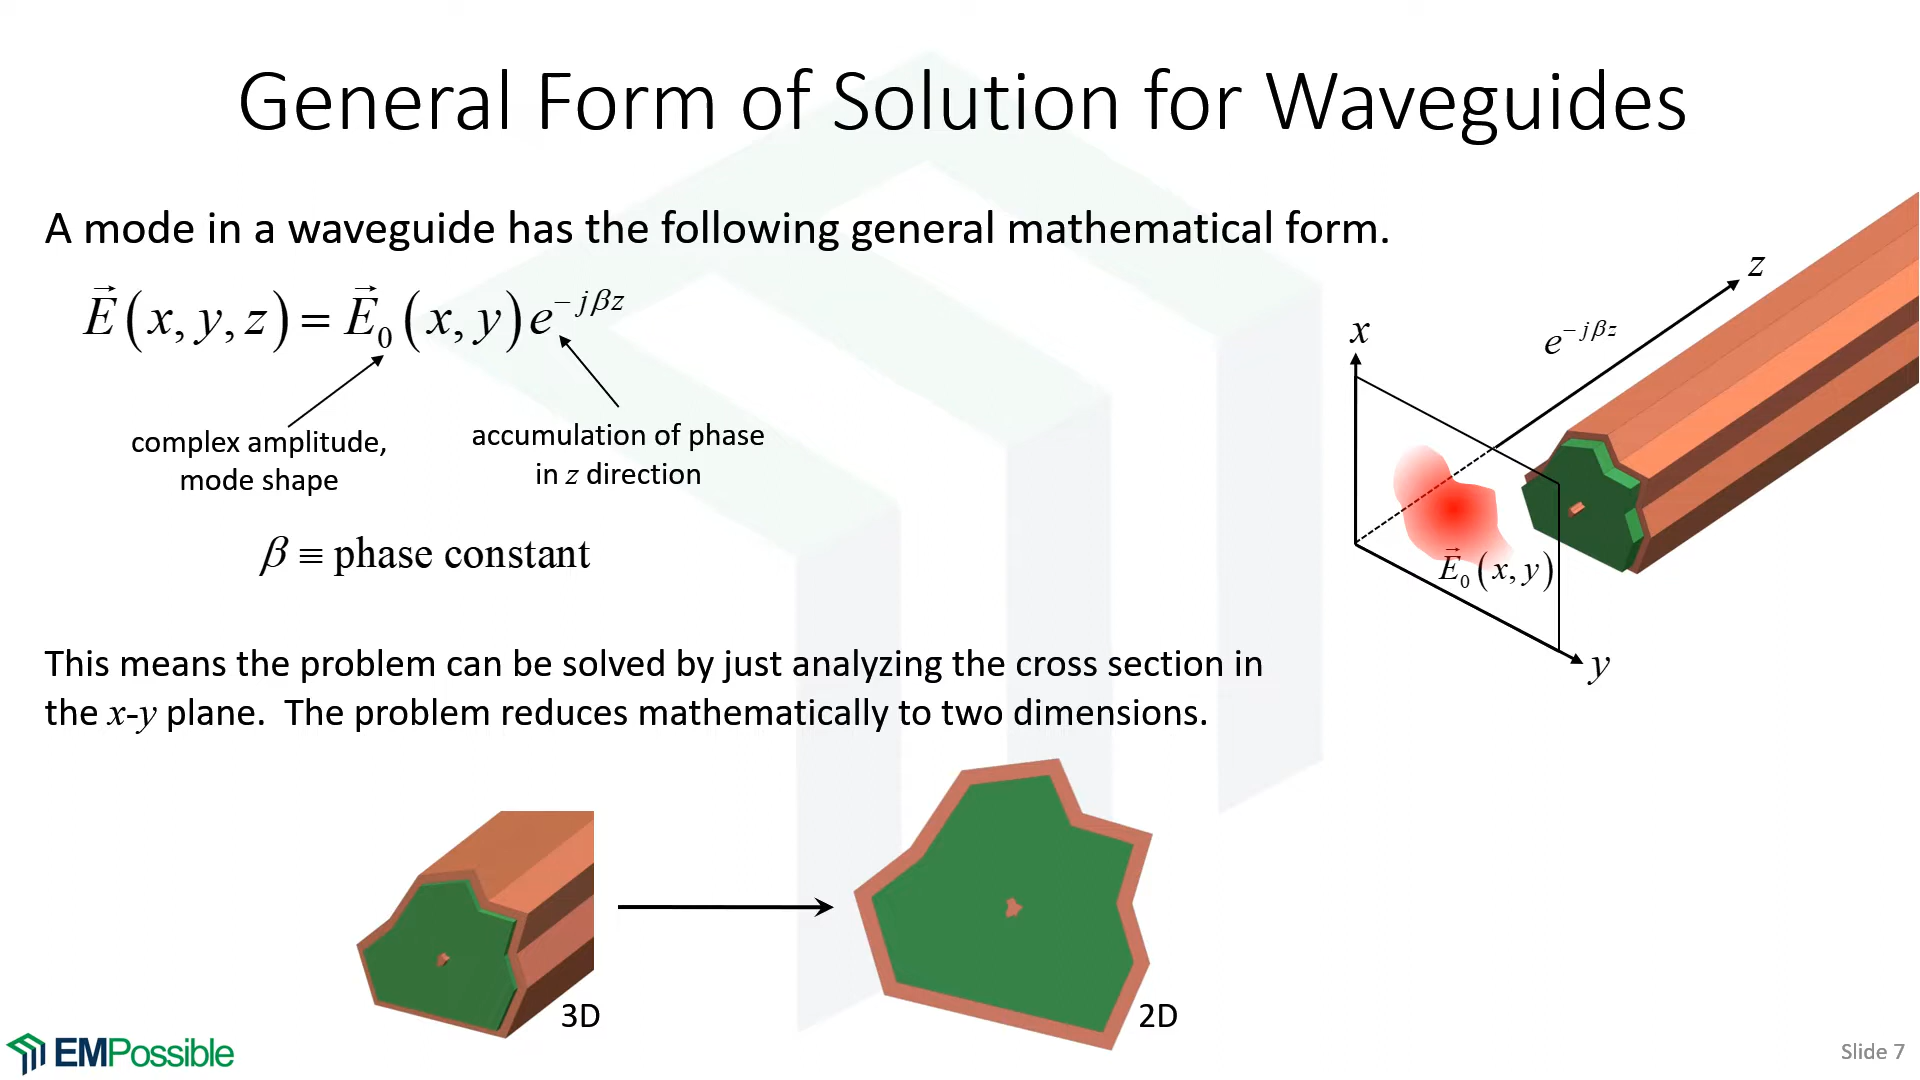 General Form of Solution for Waveguides
A mode in a waveguide has the following general mathematical form.
E⃗(x, y, z) = E⃗₀(x, y)e^{−jβz}
complex amplitude,
mode shape
accumulation of phase
in z direction
β ≡ phase constant
x
z
e^{−jβz}
E⃗₀(x, y)
y
This means the problem can be solved by just analyzing the cross section in
the x-y plane. The problem reduces mathematically to two dimensions.
3D
2D
EMPossible
Slide 7